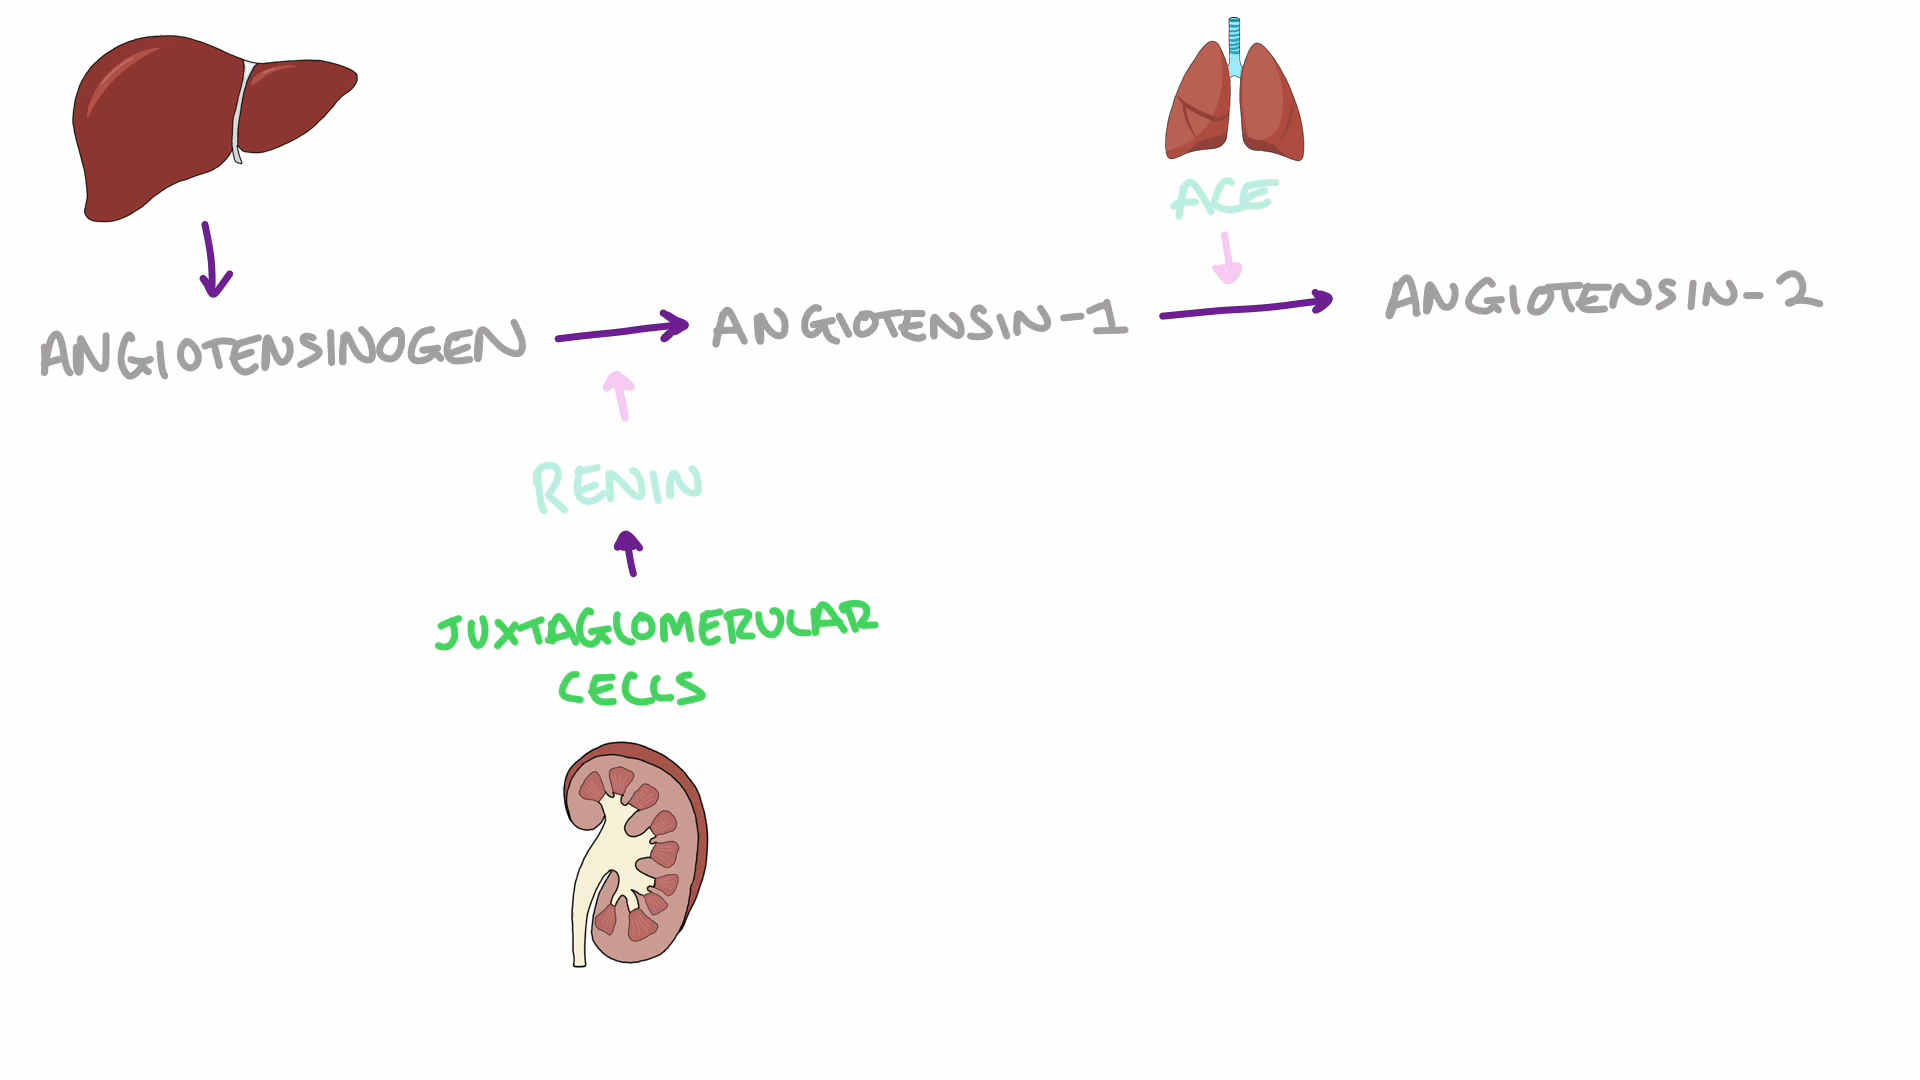 ACE
ANGIOTENSINOGEN
ANGIOTENSIN-1
ANGIOTENSIN-2
RENIN
JUXTAGLOMERULAR
CELLS